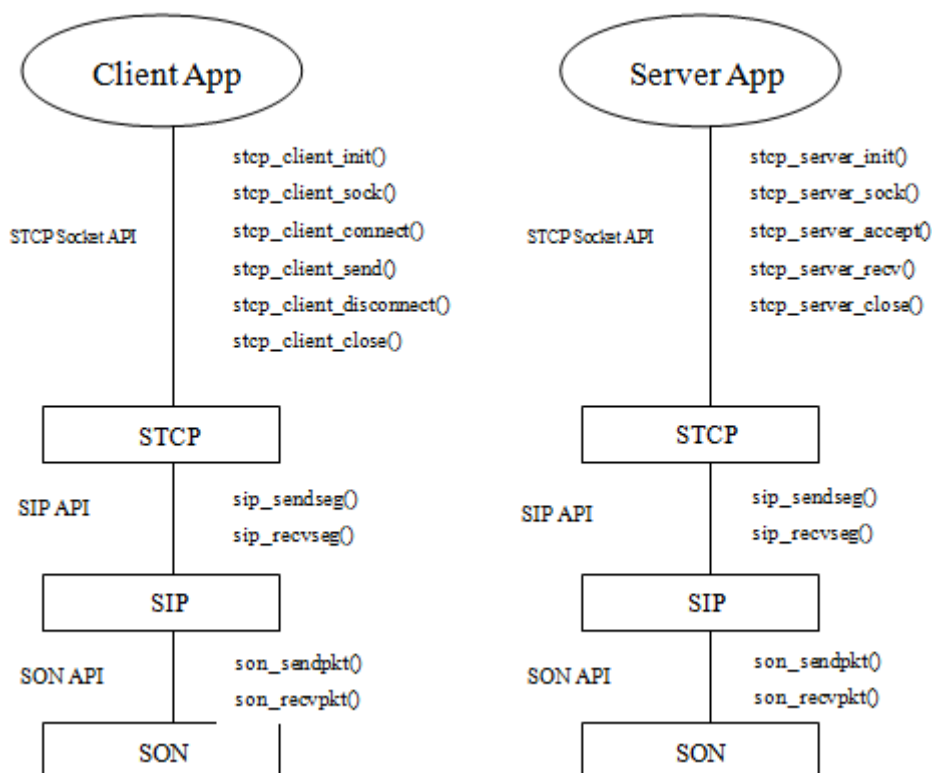 Client App
stcp_client_init()
stcp_client_sock()
STCP Socket API
stcp_client_connect()
stcp_client_send()
stcp_client_disconnect()
stcp_client_close()
STCP
SIP API
sip_sendseg()
sip_recvseg()
SIP
SON API
son_sendpkt()
son_recvpkt()
SON
Server App
stcp_server_init()
stcp_server_sock()
STCP Socket API
stcp_server_accept()
stcp_server_recv()
stcp_server_close()
STCP
SIP API
sip_sendseg()
sip_recvseg()
SIP
SON API
son_sendpkt()
son_recvpkt()
SON